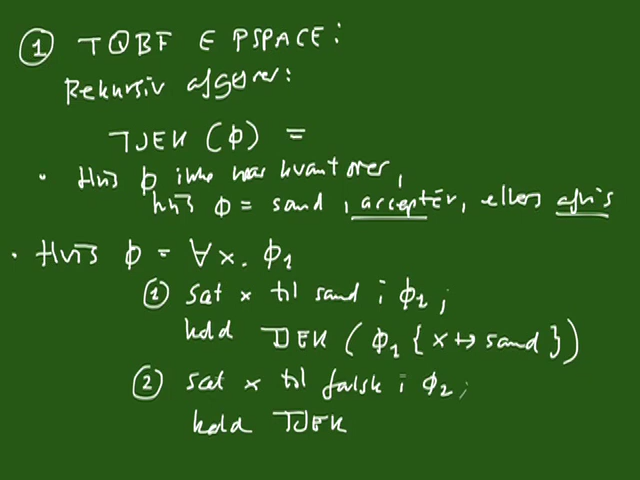 ① TQBF ∈ PSPACE:
Rekursiv afgører:
TJEK (ϕ) =
• Hvis ϕ ikke har kvantorer,
hvis ϕ = sand, accepter, ellers afvis
• Hvis ϕ = ∀x. ϕ₁
① Sæt x til sand i ϕ₁;
kald TJEK (ϕ₁ {x ↦ sand})
② sæt x til falsk i ϕ₂;
kald TJEK